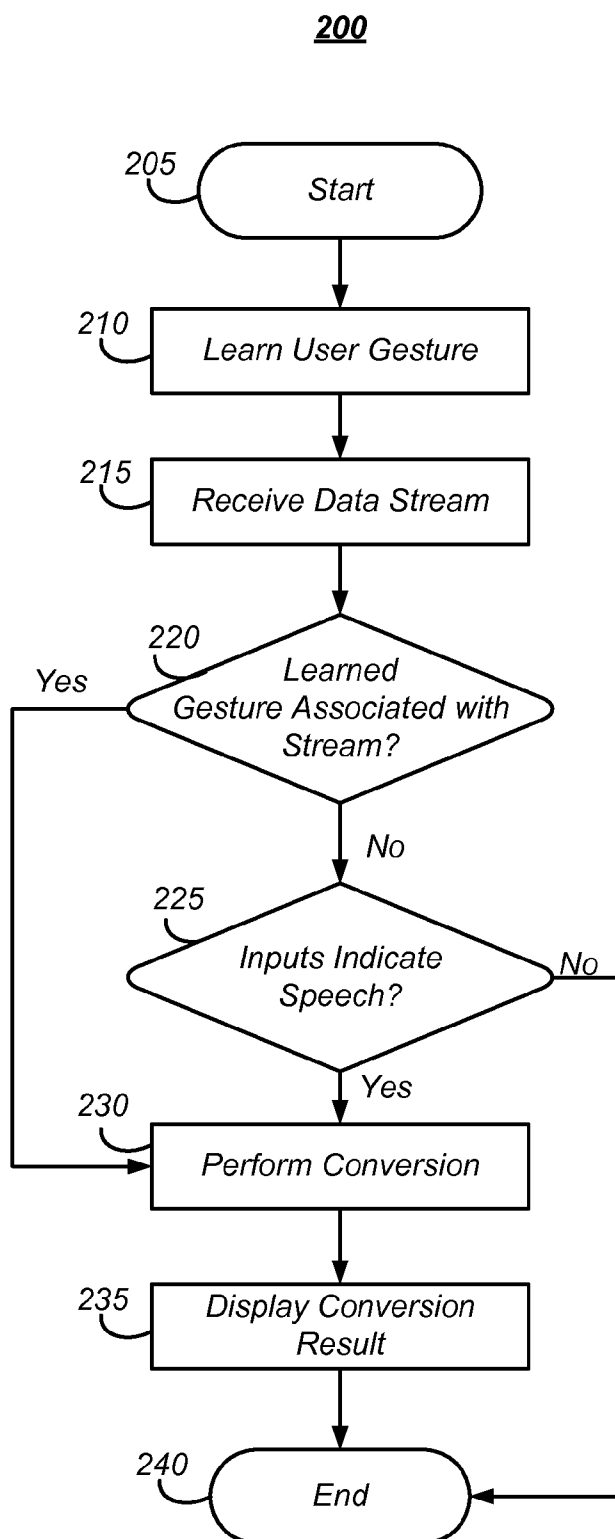 200
205
Start
210
Learn User Gesture
215
Receive Data Stream
220
Yes
Learned
Gesture Associated with
Stream?
No
225
Inputs Indicate
Speech?
No
Yes
230
Perform Conversion
235
Display Conversion
Result
240
End